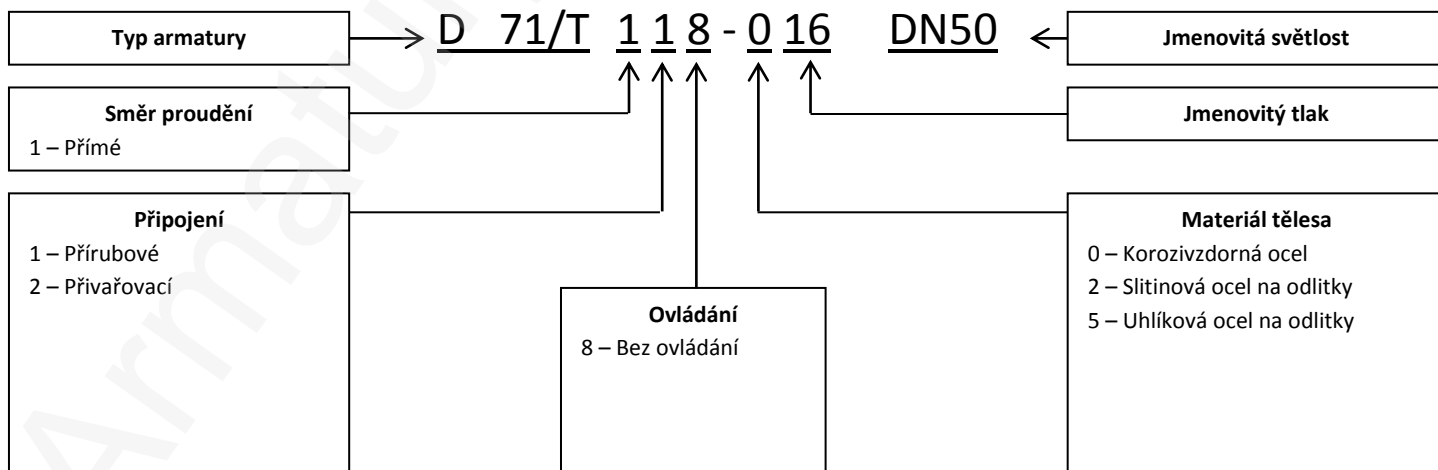 Typ armatury
D 71/T 1 1 8 - 0 16 DN50
Jmenovitá světlost
Směr proudění
1 – Přímé
Jmenovitý tlak
Připojení
1 – Přírubové
2 – Přivařovací
Ovládání
8 – Bez ovládání
Materiál tělesa
0 – Korozivzdorná ocel
2 – Slitinová ocel na odlitky
5 – Uhlíková ocel na odlitky
Armatu